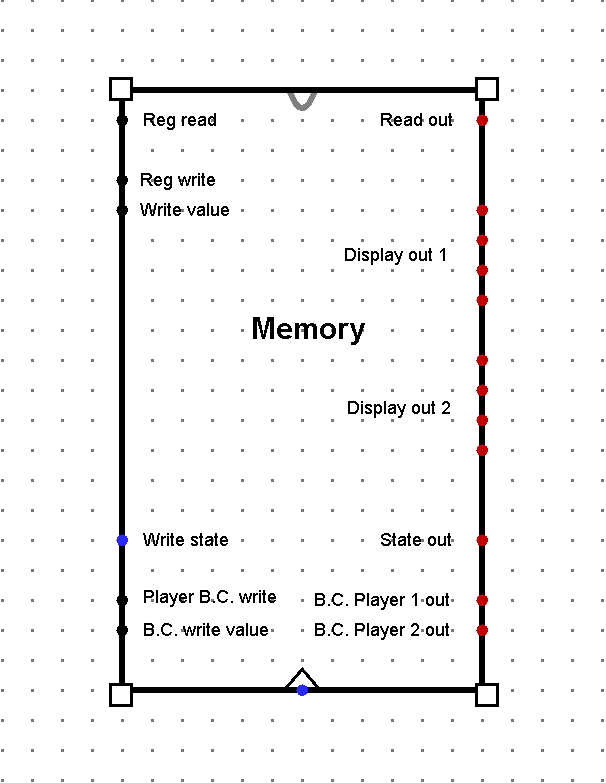 Reg read
Read out
Reg write
Write value
Display out 1
Memory
Display out 2
Write state
State out
Player B.C. write
B.C. Player 1 out
B.C. write value
B.C. Player 2 out